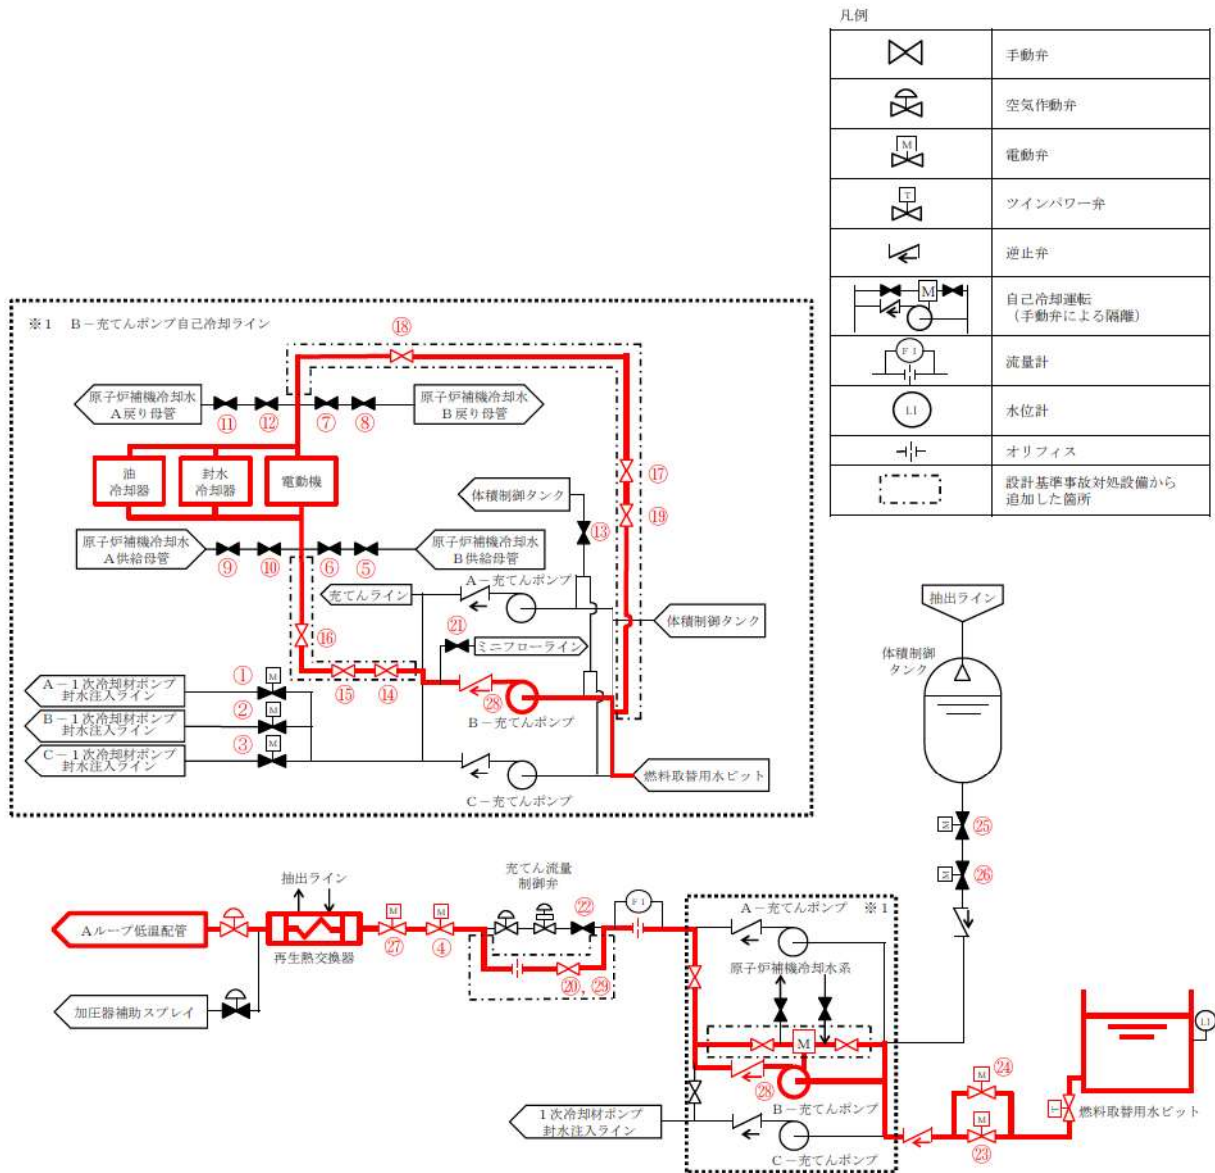 凡例
手動弁
空気作動弁
M
電動弁
T
ツインパワー弁
逆止弁
M
自己冷却運転
（手動弁による隔離）
FI
流量計
LI
水位計
オリフィス
設計基準事故対処設備から
追加した箇所
※1 B－充てんポンプ自己冷却ライン
⑱
原子炉補機冷却水
A戻り母管
⑪
⑫
⑦
⑧
原子炉補機冷却水
B戻り母管
油
冷却器
封水
冷却器
電動機
⑰
⑲
体積制御タンク
⑬
原子炉補機冷却水
A供給母管
⑨
⑩
⑥
⑤
原子炉補機冷却水
B供給母管
充てんライン
A－充てんポンプ
体積制御タンク
⑯
㉑
ミニフローライン
⑮
⑭
㉘
B－充てんポンプ
①
M
A－1次冷却材ポンプ
封水注入ライン
②
M
B－1次冷却材ポンプ
封水注入ライン
③
M
C－1次冷却材ポンプ
封水注入ライン
C－充てんポンプ
燃料取替用水ピット
抽出ライン
体積制御
タンク
M
㉕
M
㉖
抽出ライン
充てん流量
制御弁
Aループ低温配管
再生熱交換器
M
㉗
M
④
㉒
FI
⑳，㉙
加圧器補助スプレイ
A－充てんポンプ
※1
原子炉補機冷却水系
M
㉘
B－充てんポンプ
1次冷却材ポンプ
封水注入ライン
C－充てんポンプ
M
㉔
M
㉓
T
LI
燃料取替用水ピット